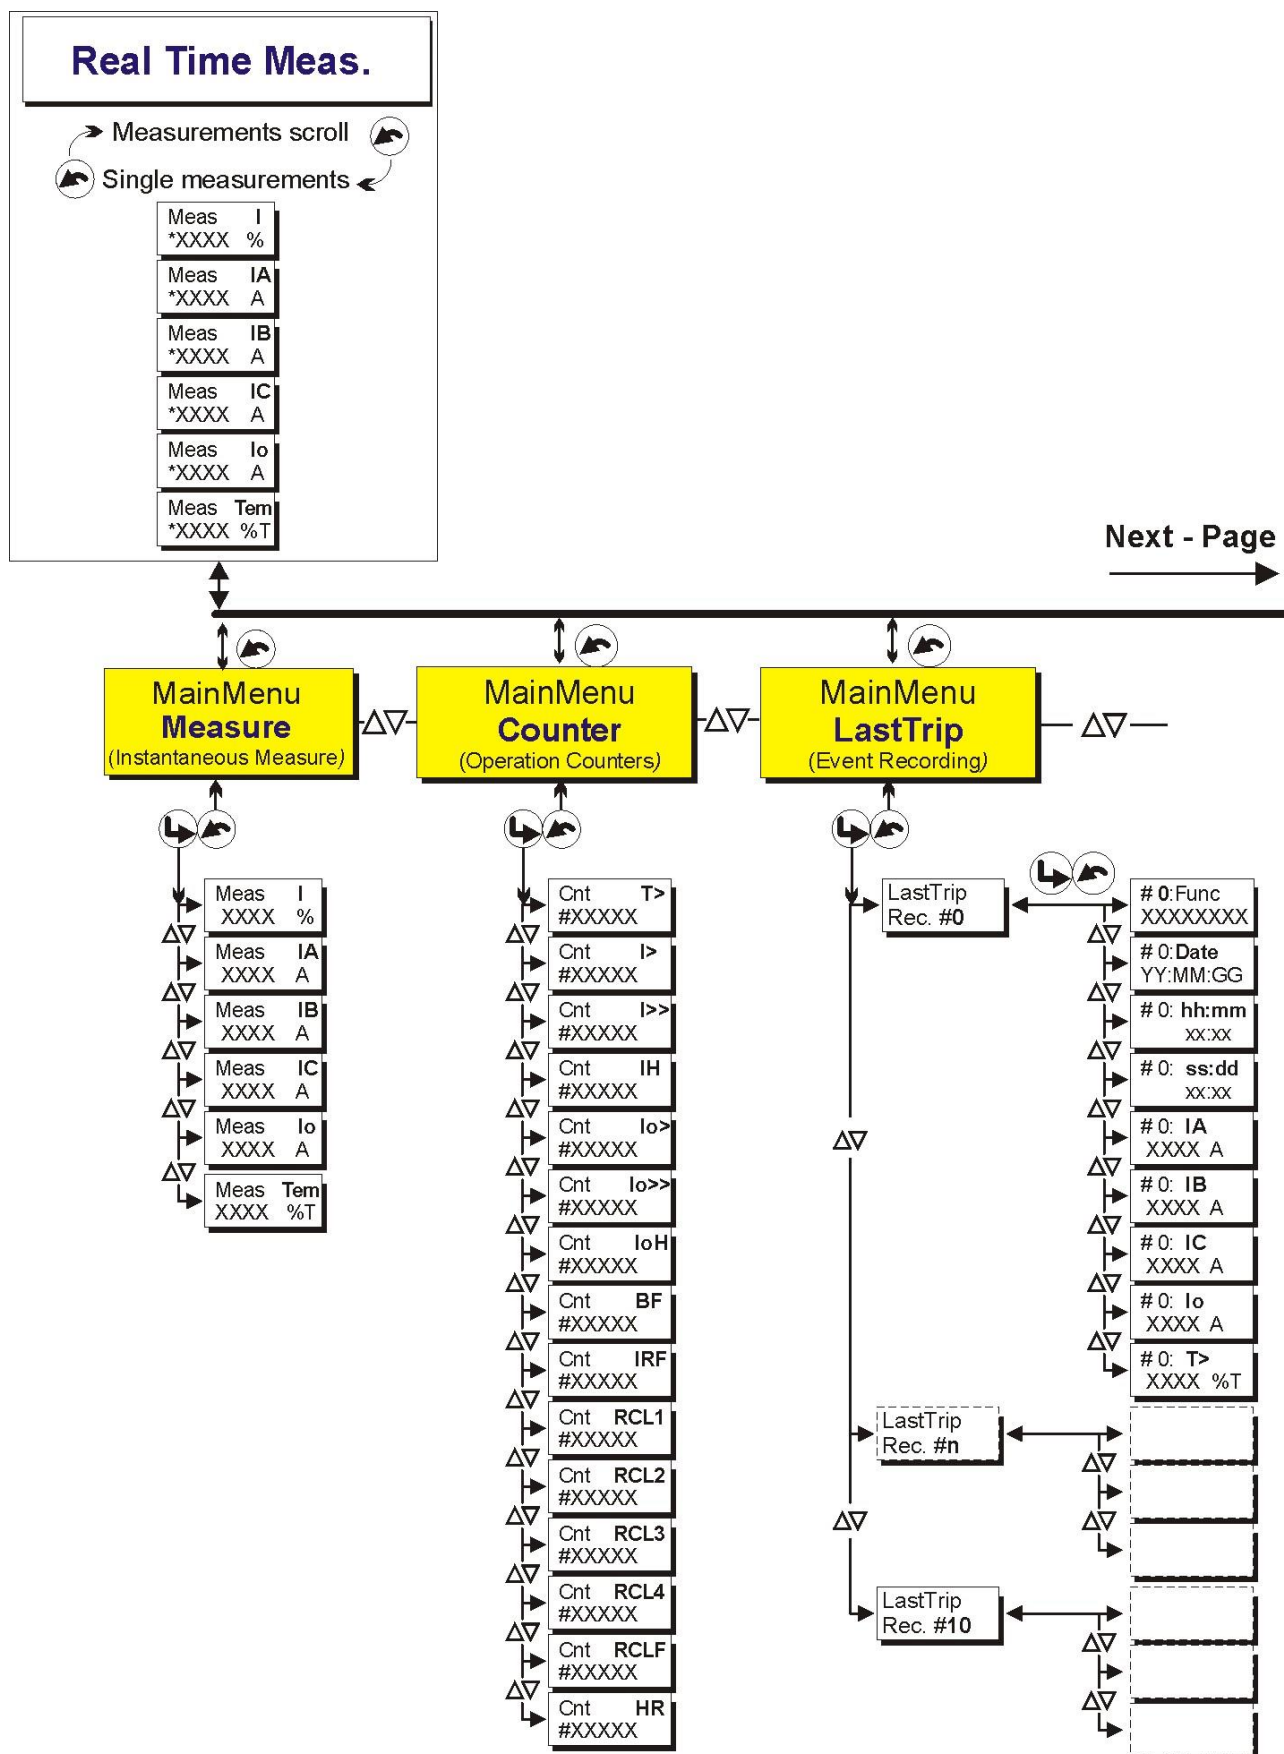 Real Time Meas.
Measurements scroll
Single measurements
Meas I
*XXXX %
Meas IA
*XXXX A
Meas IB
*XXXX A
Meas IC
*XXXX A
Meas Io
*XXXX A
Meas Tem
*XXXX %T
Next - Page
MainMenu
Measure
(Instantaneous Measure)
MainMenu
Counter
(Operation Counters)
MainMenu
LastTrip
(Event Recording)
Meas I
XXXX %
Meas IA
XXXX A
Meas IB
XXXX A
Meas IC
XXXX A
Meas Io
XXXX A
Meas Tem
XXXX %T
Cnt T>
#XXXXX
Cnt I>
#XXXXX
Cnt I>>
#XXXXX
Cnt IH
#XXXXX
Cnt Io>
#XXXXX
Cnt Io>>
#XXXXX
Cnt IoH
#XXXXX
Cnt BF
#XXXXX
Cnt IRF
#XXXXX
Cnt RCL1
#XXXXX
Cnt RCL2
#XXXXX
Cnt RCL3
#XXXXX
Cnt RCL4
#XXXXX
Cnt RCLF
#XXXXX
Cnt HR
#XXXXX
LastTrip
Rec. #0
# 0:Func
XXXXXXXX
# 0:Date
YY:MM:GG
# 0: hh:mm
xx:xx
# 0: ss:dd
xx:xx
# 0: IA
XXXX A
# 0: IB
XXXX A
# 0: IC
XXXX A
# 0: Io
XXXX A
# 0: T>
XXXX %T
LastTrip
Rec. #n
LastTrip
Rec. #10